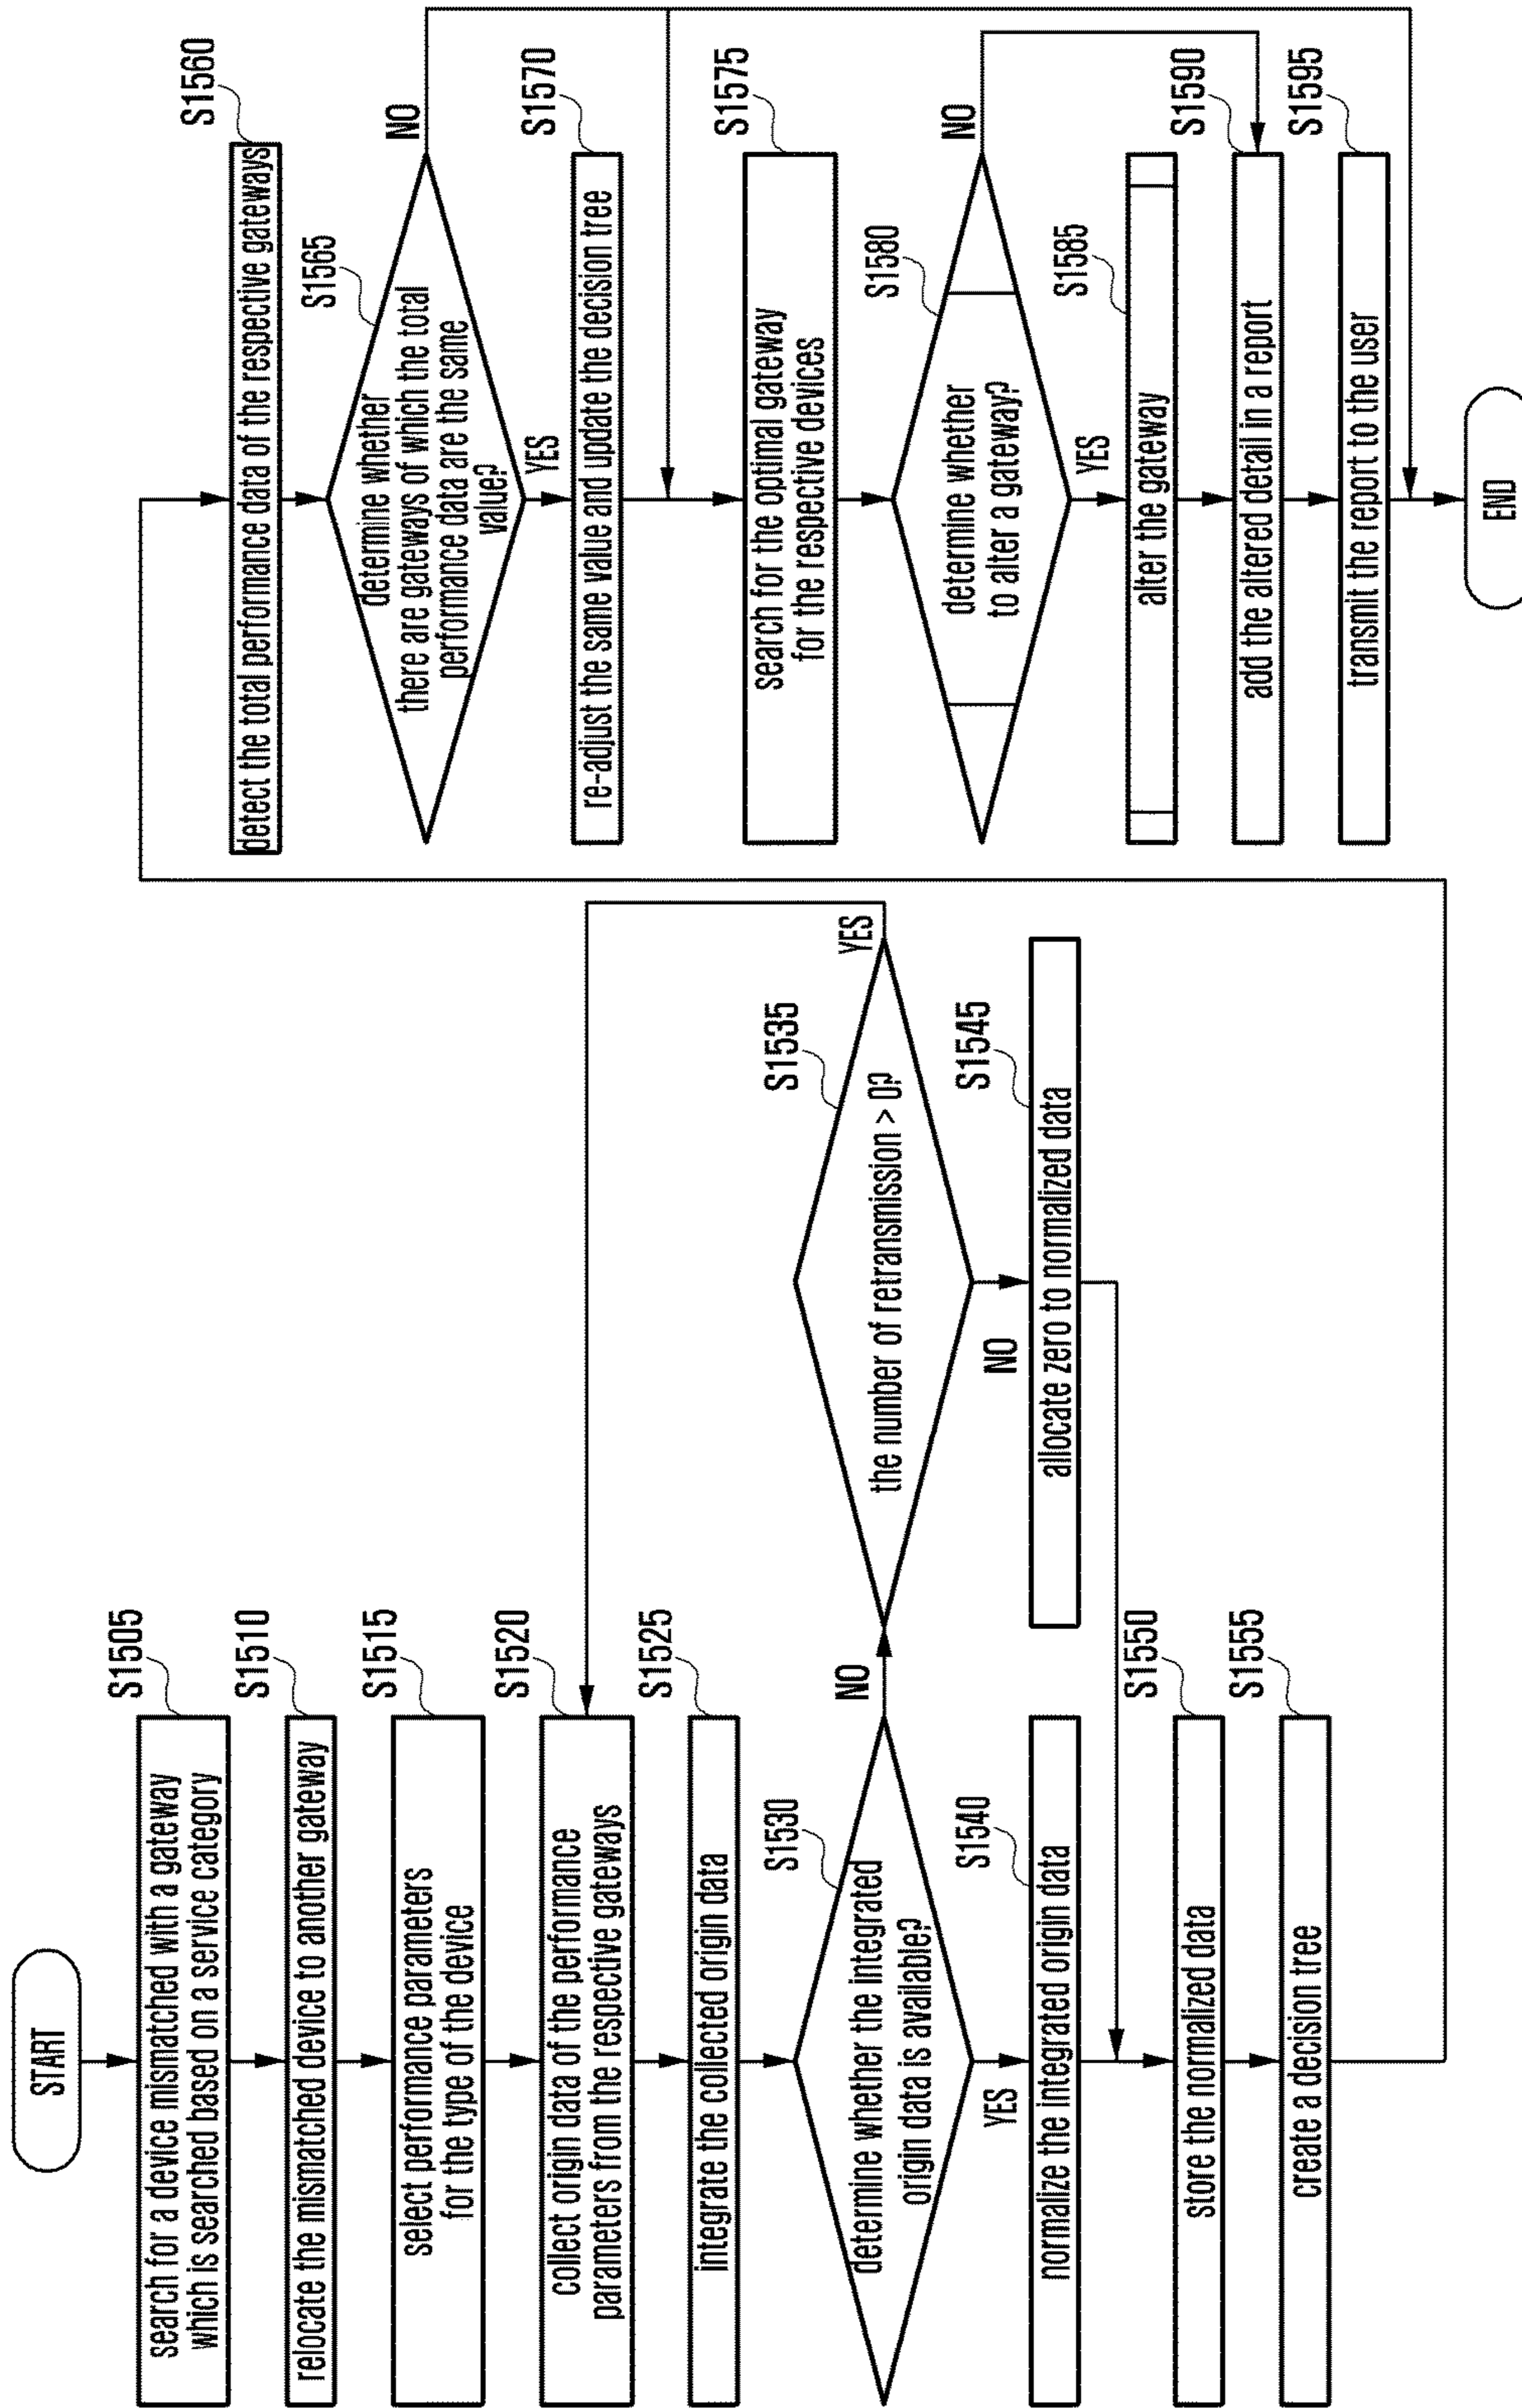 START
search for a device mismatched with a gateway
which is searched based on a service category
S1505
relocate the mismatched device to another gateway
S1510
select performance parameters
for the type of the device
S1515
collect origin data of the performance
parameters from the respective gateways
S1520
integrate the collected origin data
S1525
determine whether the integrated
origin data is available?
S1530
NO
YES
the number of retransmission > 0?
S1535
YES
NO
normalize the integrated origin data
S1540
allocate zero to normalized data
S1545
store the normalized data
S1550
create a decision tree
S1555
detect the total performance data of the respective gateways
S1560
determine whether
there are gateways of which the total
performance data are the same
value?
S1565
NO
YES
re-adjust the same value and update the decision tree
S1570
search for the optimal gateway
for the respective devices
S1575
determine whether
to alter a gateway?
S1580
NO
YES
alter the gateway
S1585
add the altered detail in a report
S1590
transmit the report to the user
S1595
END